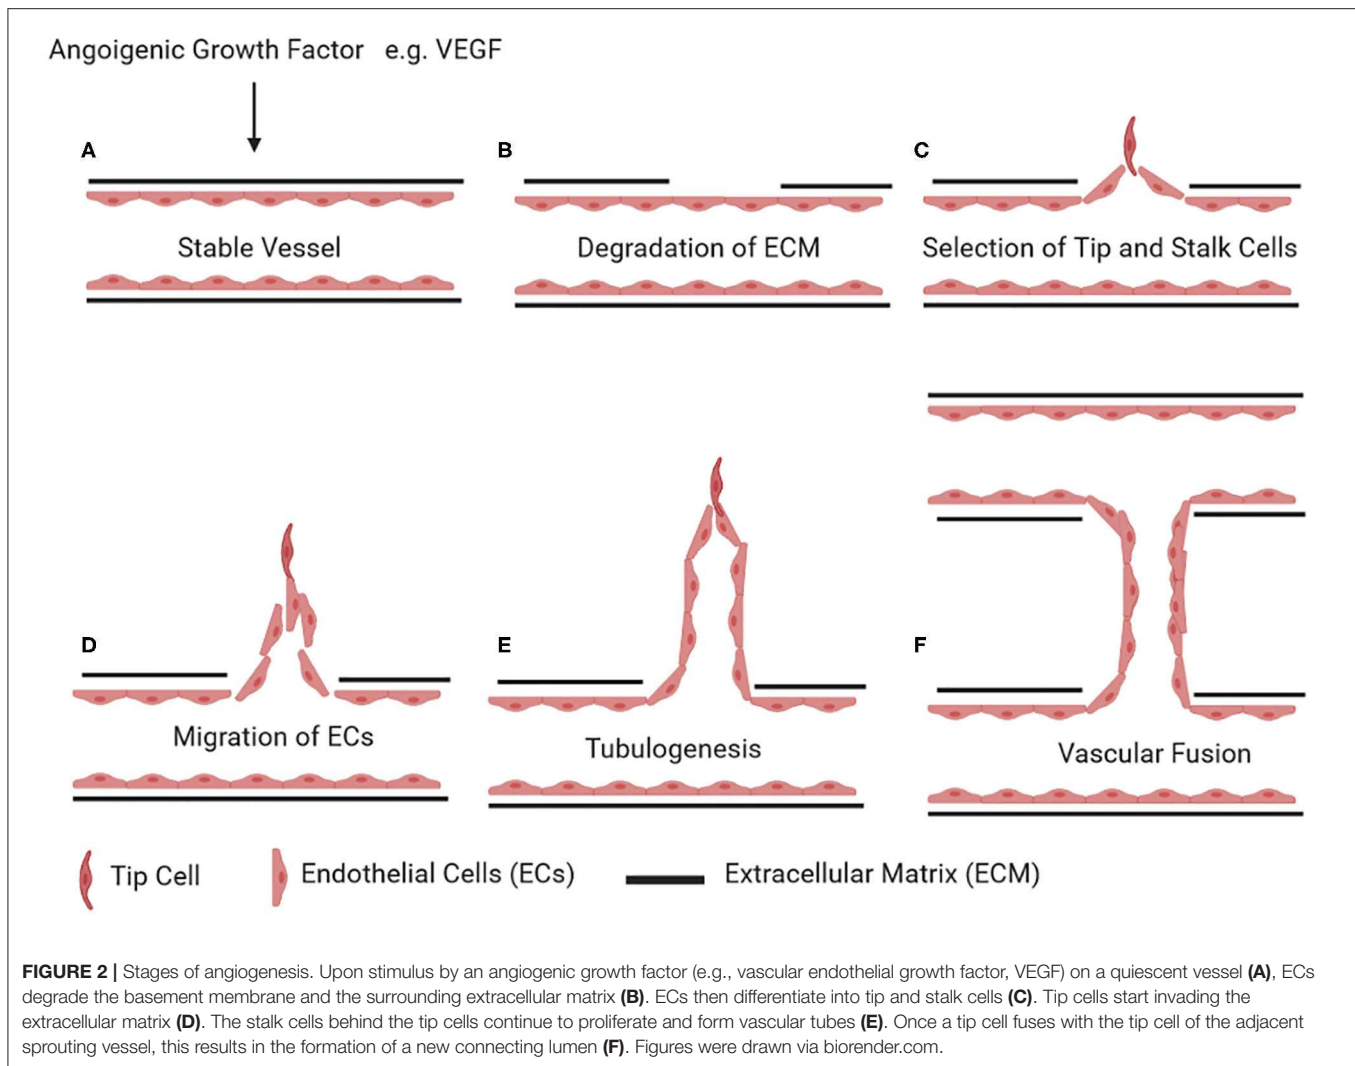 Angoigenic Growth Factor e.g. VEGF
A
B
C
Stable Vessel
Degradation of ECM
Selection of Tip and Stalk Cells
D
E
F
Migration of ECs
Tubulogenesis
Vascular Fusion
Tip Cell
Endothelial Cells (ECs)
Extracellular Matrix (ECM)
FIGURE 2 | Stages of angiogenesis. Upon stimulus by an angiogenic growth factor (e.g., vascular endothelial growth factor, VEGF) on a quiescent vessel (A), ECs
degrade the basement membrane and the surrounding extracellular matrix (B). ECs then differentiate into tip and stalk cells (C). Tip cells start invading the
extracellular matrix (D). The stalk cells behind the tip cells continue to proliferate and form vascular tubes (E). Once a tip cell fuses with the tip cell of the adjacent
sprouting vessel, this results in the formation of a new connecting lumen (F). Figures were drawn via biorender.com.